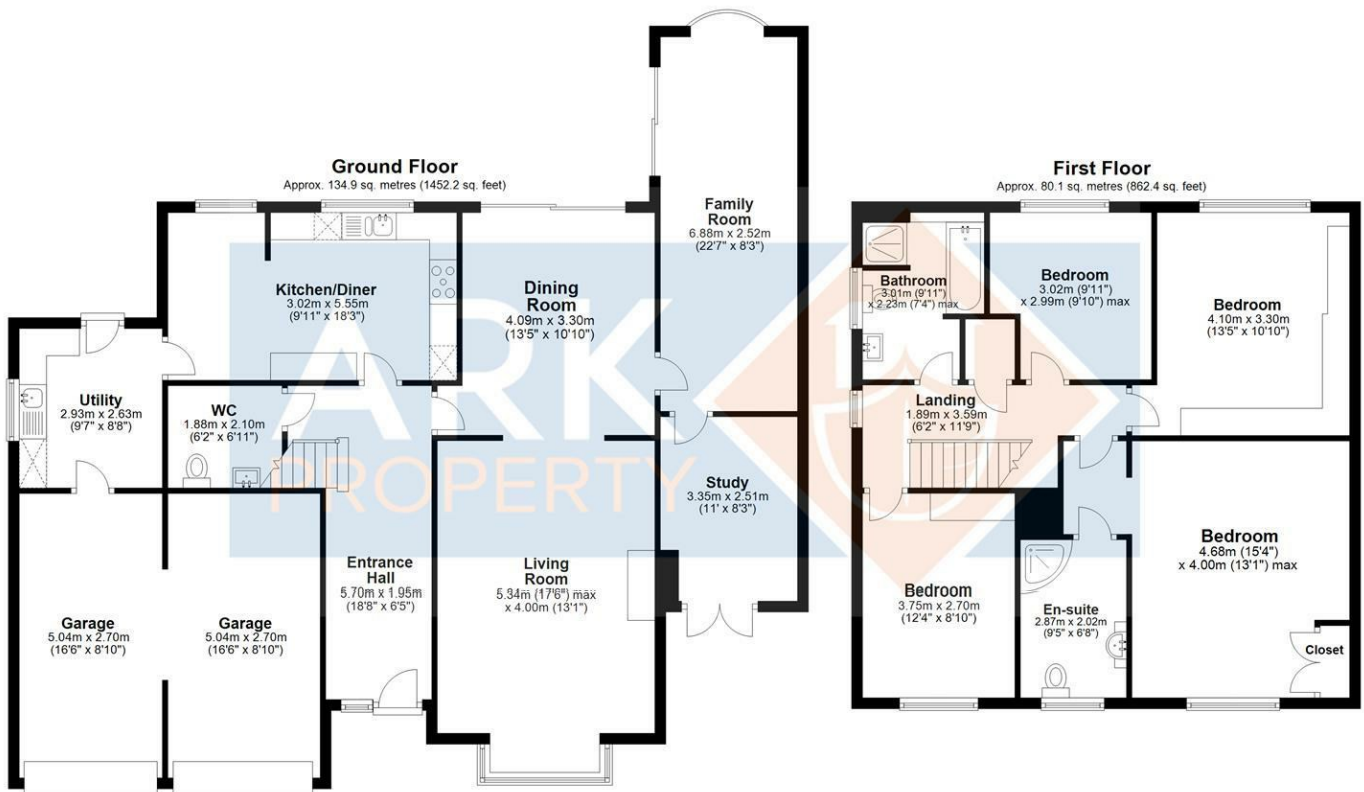 Ground Floor
Approx. 134.9 sq. metres (1452.2 sq. feet)
Family
Room
6.88m x 2.52m
(22'7" x 8'3")
Kitchen/Diner
3.02m x 5.55m
(9'11" x 18'3")
Dining
Room
4.09m x 3.30m
(13'5" x 10'10")
Utility
2.93m x 2.63m
(9'7" x 8'8")
WC
1.88m x 2.10m
(6'2" x 6'11")
Study
3.35m x 2.51m
(11' x 8'3")
Entrance
Hall
5.70m x 1.95m
(18'8" x 6'5")
Living
Room
5.34m (17'6") max
x 4.00m (13'1")
Garage
5.04m x 2.70m
(16'6" x 8'10")
Garage
5.04m x 2.70m
(16'6" x 8'10")
First Floor
Approx. 80.1 sq. metres (862.4 sq. feet)
Bathroom
3.01m (9'11")
x 2.23m (7'4") max
Bedroom
3.02m (9'11")
x 2.99m (9'10") max
Bedroom
4.10m x 3.30m
(13'5" x 10'10")
Landing
1.89m x 3.59m
(6'2" x 11'9")
Bedroom
3.75m x 2.70m
(12'4" x 8'10")
En-suite
2.87m x 2.02m
(9'5" x 6'8")
Bedroom
4.68m (15'4")
x 4.00m (13'1") max
Closet
ARK
PROPERTY